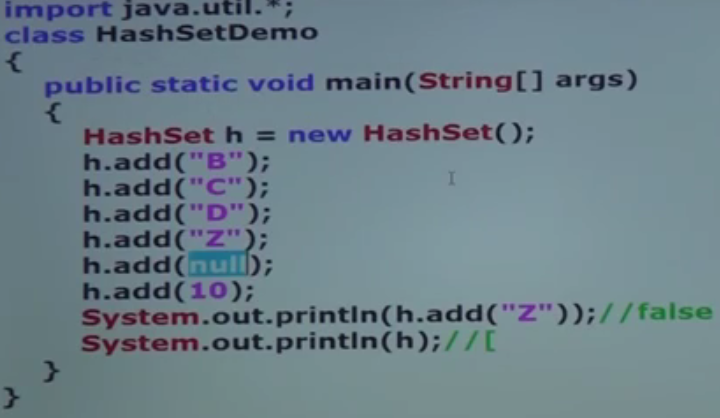 import java.util.*;
class HashSetDemo
{
public static void main(String[] args)
{
HashSet h = new HashSet();
h.add("B");
h.add("C");
h.add("D");
h.add("Z");
h.add(null);
h.add(10);
System.out.println(h.add("Z"));//false
System.out.println(h);//[
}
}